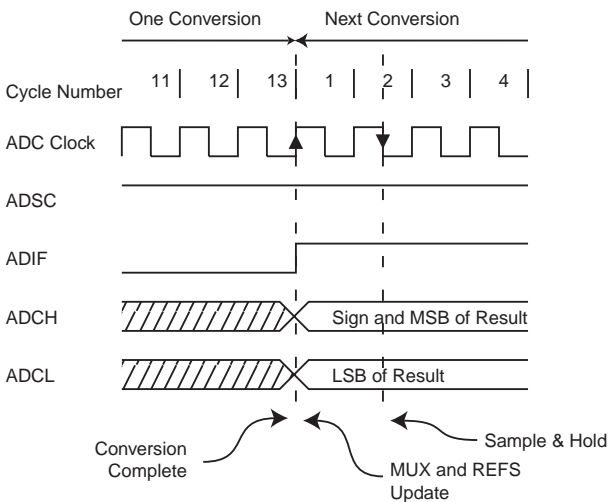 One Conversion Next Conversion
Cycle Number 11 12 13 1 2 3 4
ADC Clock
ADSC
ADIF
ADCH Sign and MSB of Result
ADCL LSB of Result
Conversion
Complete
MUX and REFS
Update
Sample & Hold